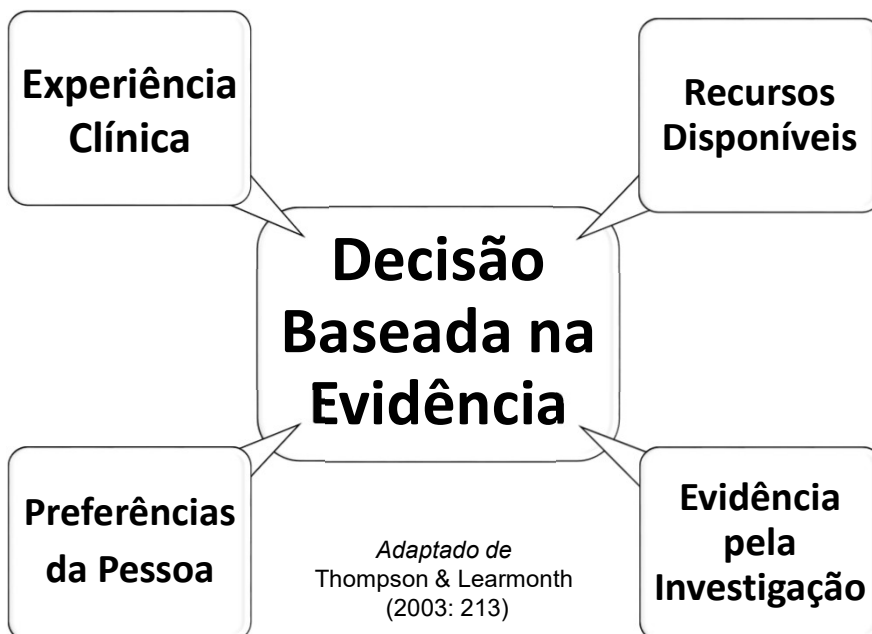 Experiência
Clínica
Recursos
Disponíveis
Decisão
Baseada na
Evidência
Preferências
da Pessoa
Adaptado de
Thompson & Learmonth
(2003: 213)
Evidência
pela
Investigação